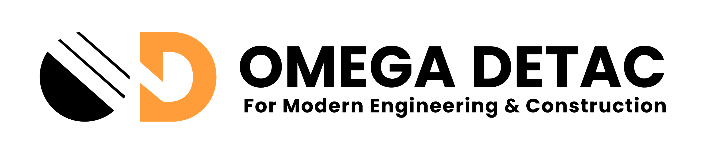 OMEGA DETAC
For Modern Engineering & Construction